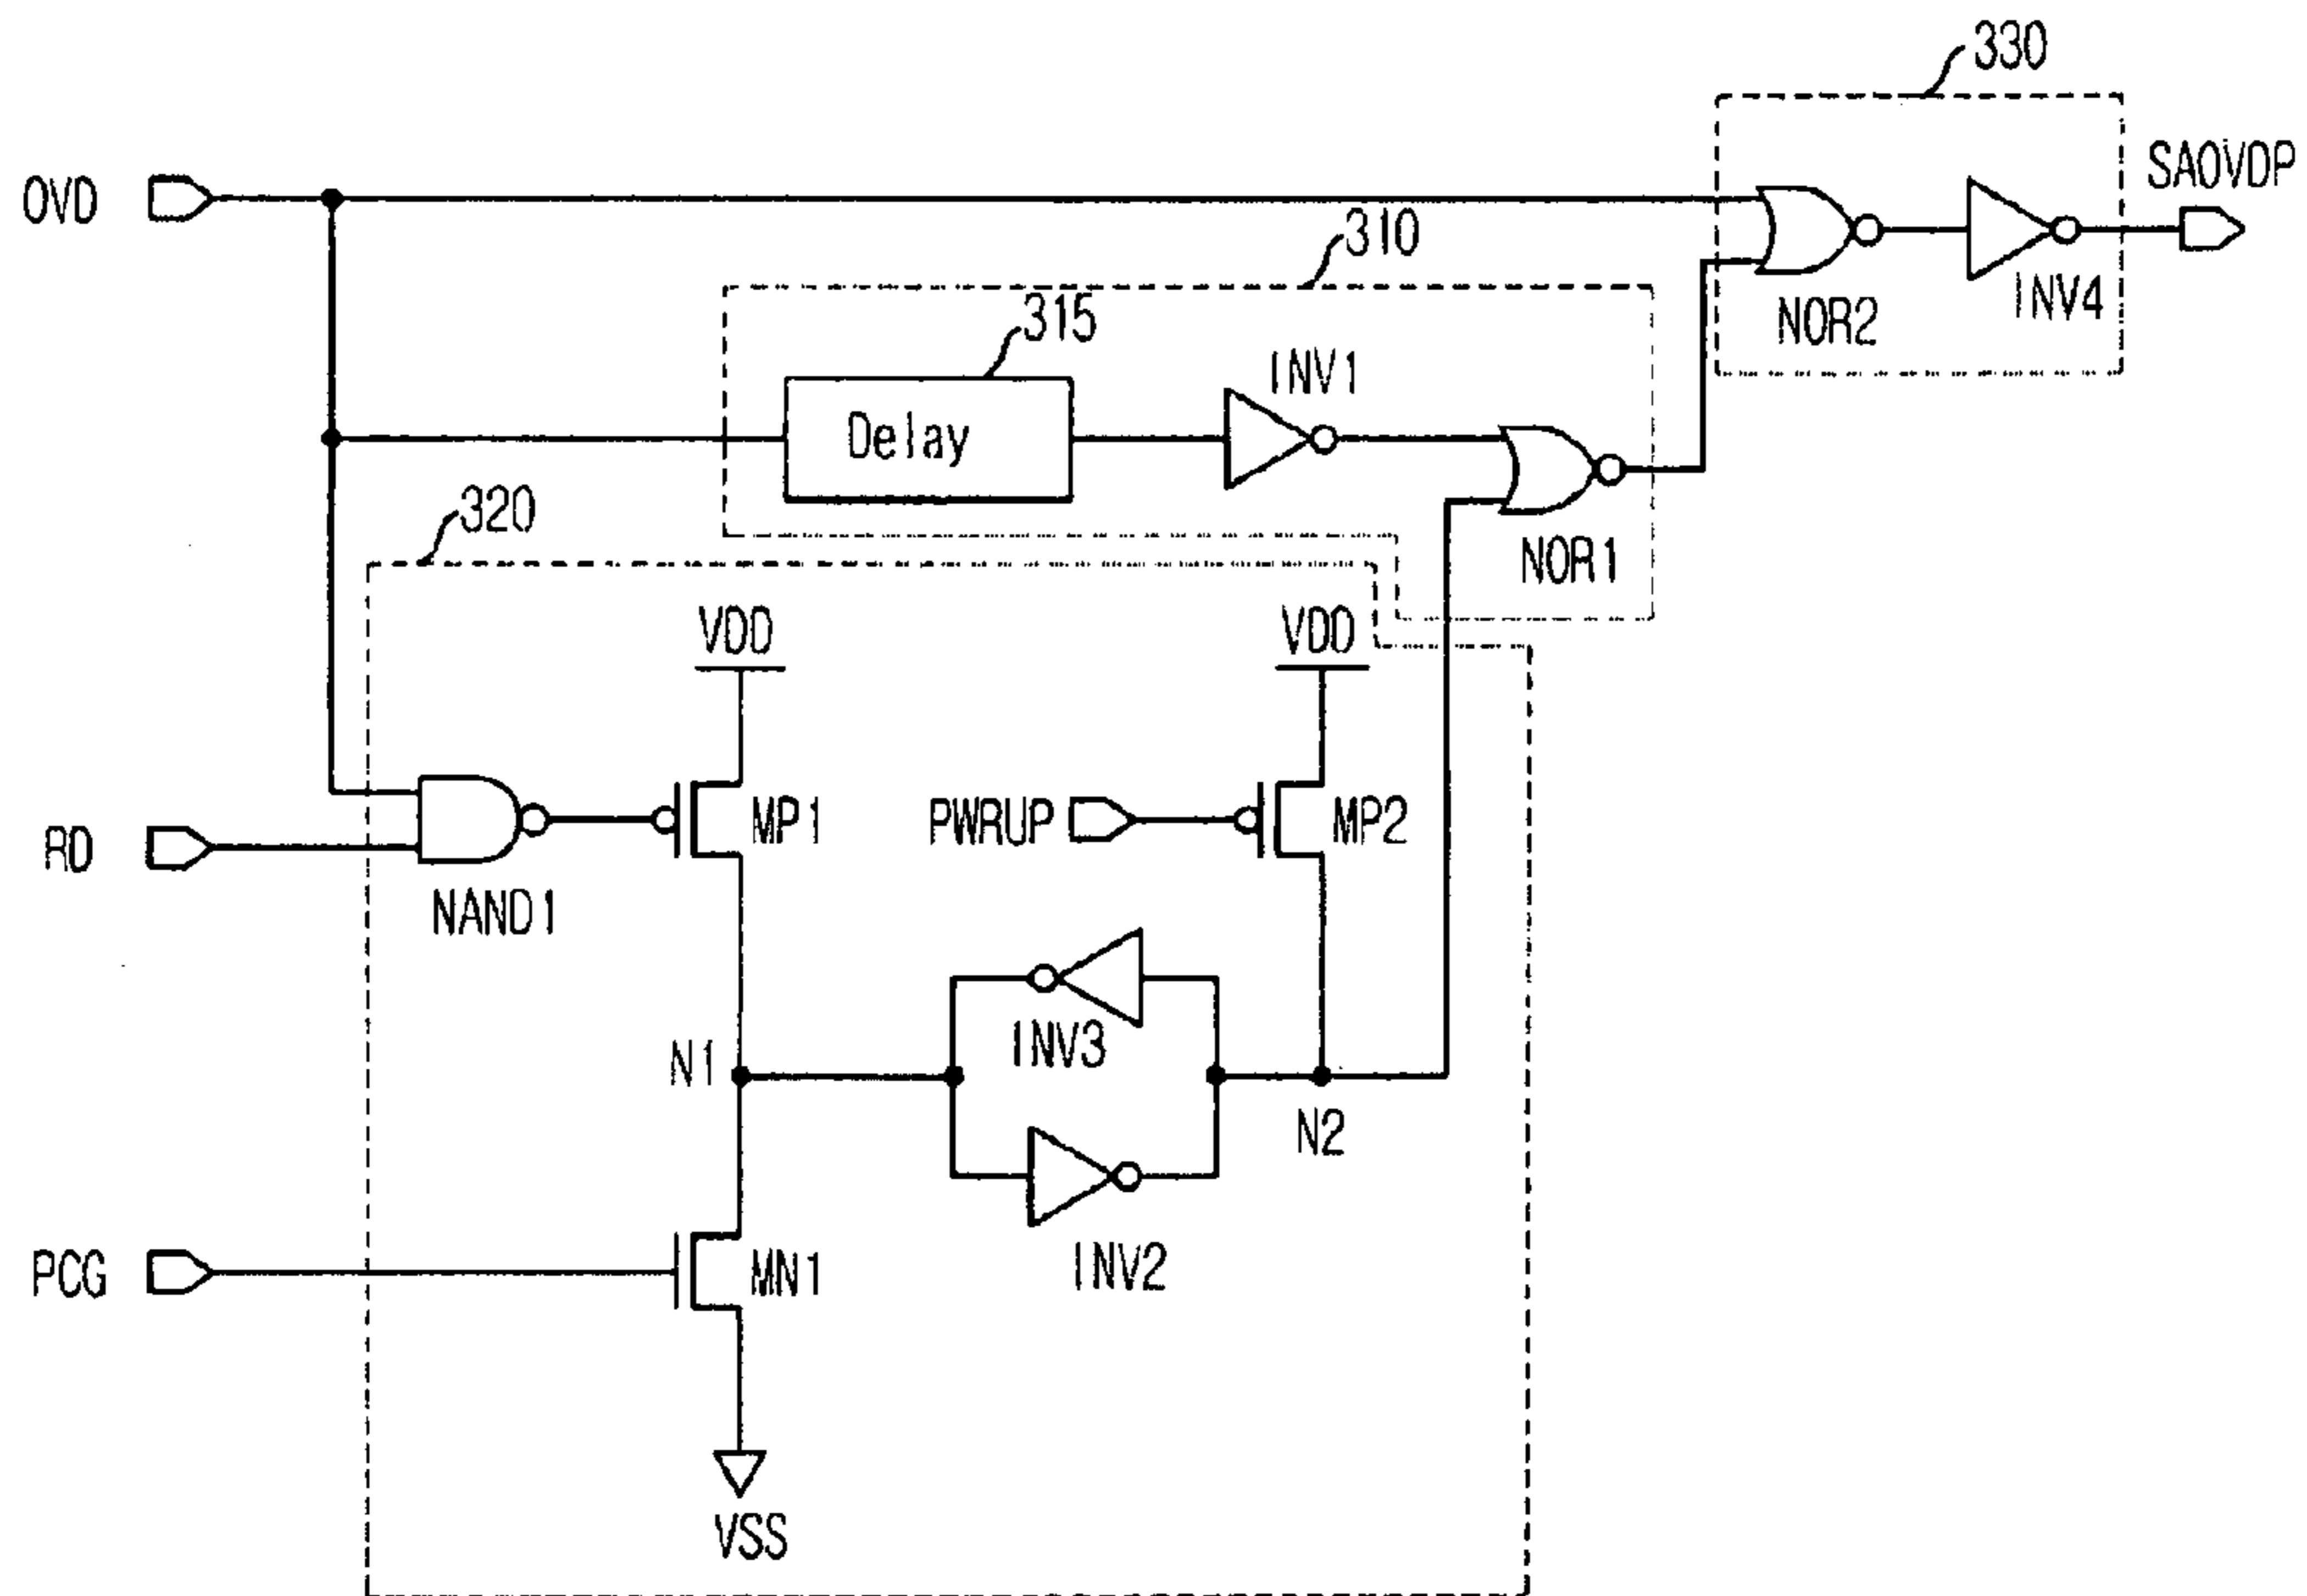 330
OVD
SAOVDP
310
315
INV1
NOR2
INV4
Delay
320
NOR1
VDD
VDD
RD
MP1
PWRUP
MP2
NAND1
INV3
N1
N2
INV2
PCG
MN1
VSS